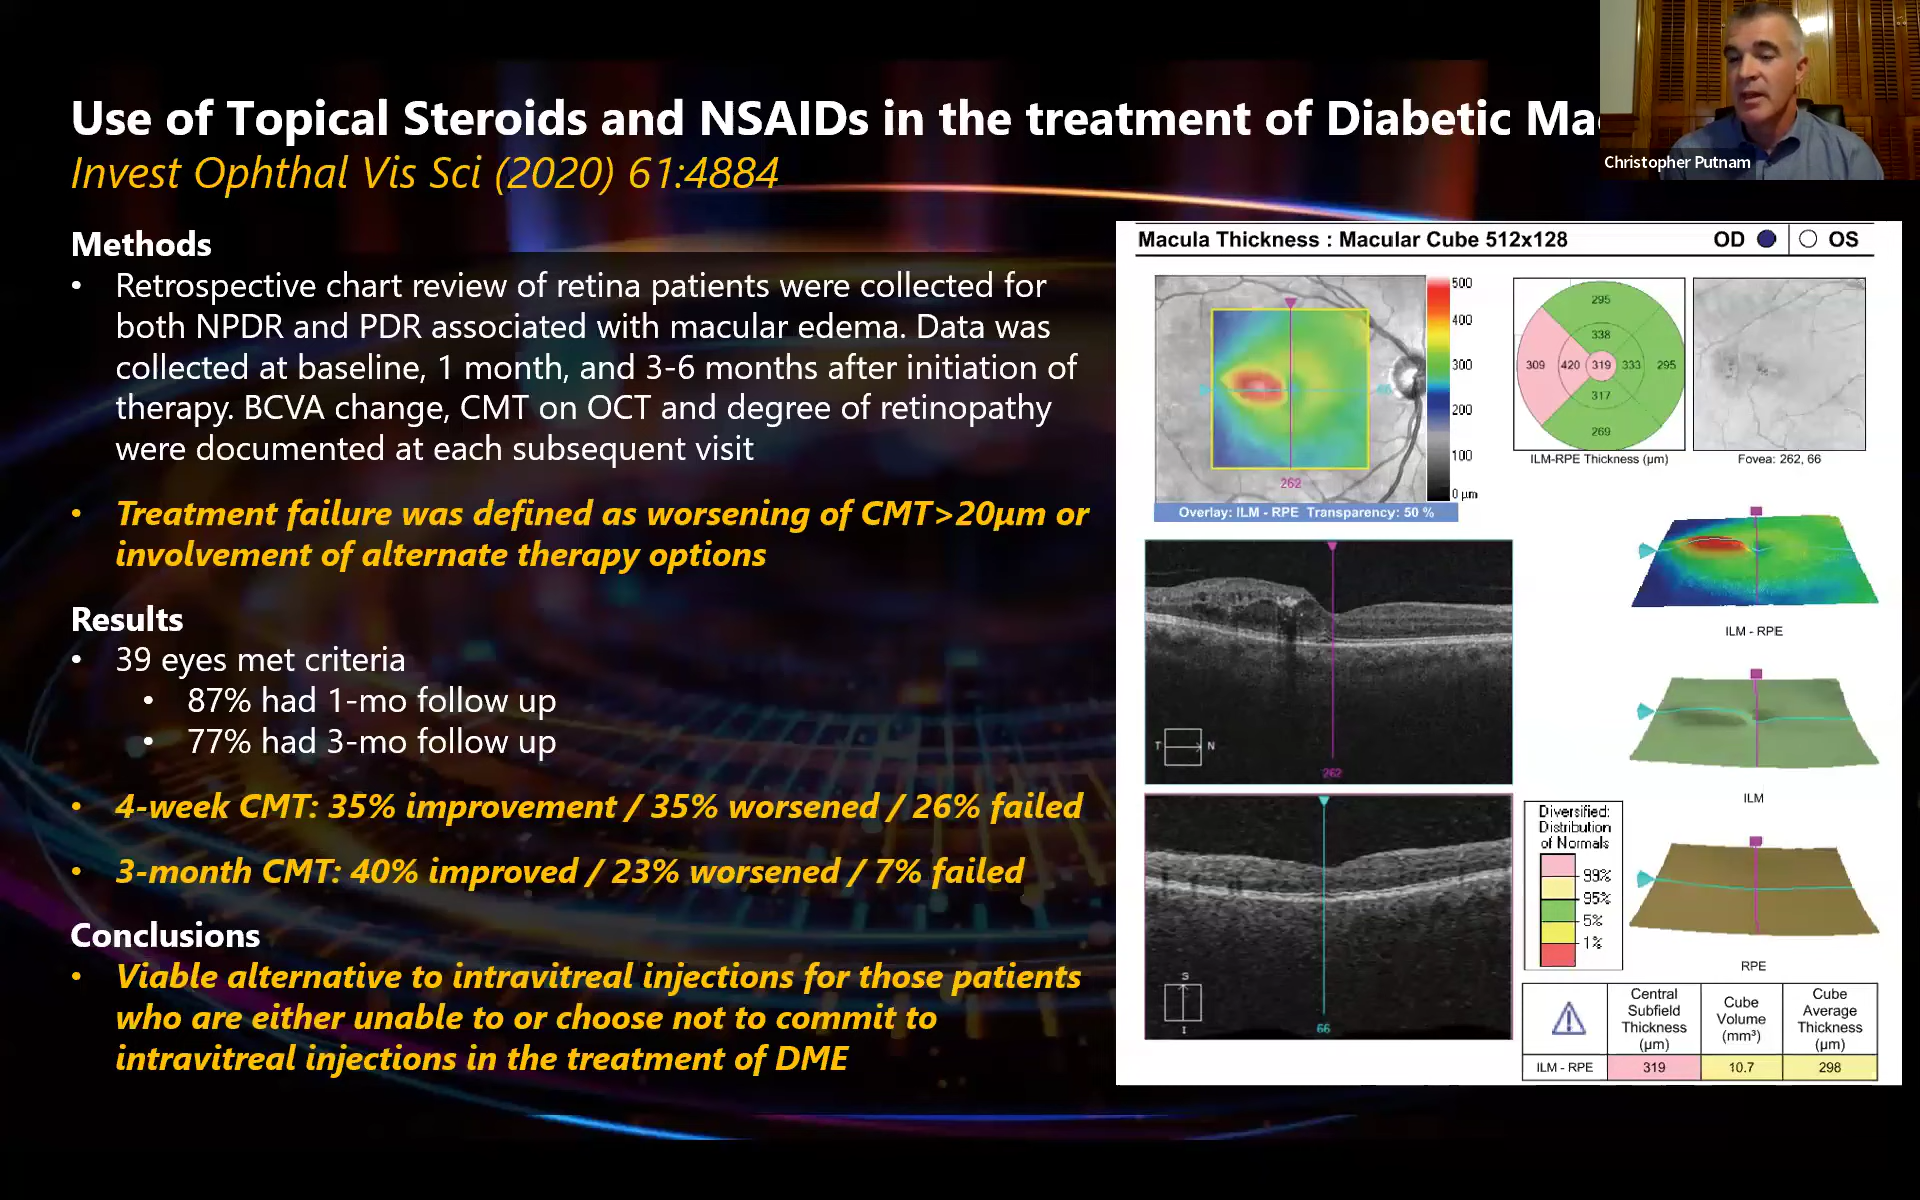 Use of Topical Steroids and NSAIDs in the treatment of Diabetic
Invest Ophthal Vis Sci (2020) 61:4884
Christopher Putnam
Methods
• Retrospective chart review of retina patients were collected for
both NPDR and PDR associated with macular edema. Data was
collected at baseline, 1 month, and 3-6 months after initiation of
therapy. BCVA change, CMT on OCT and degree of retinopathy
were documented at each subsequent visit
• Treatment failure was defined as worsening of CMT>20µm or
involvement of alternate therapy options
Results
• 39 eyes met criteria
• 87% had 1-mo follow up
• 77% had 3-mo follow up
• 4-week CMT: 35% improvement / 35% worsened / 26% failed
• 3-month CMT: 40% improved / 23% worsened / 7% failed
Conclusions
• Viable alternative to intravitreal injections for those patients
who are either unable to or choose not to commit to
intravitreal injections in the treatment of DME
Macula Thickness : Macular Cube 512x128
OD OS
500
400
300
200
100
0 µm
262
Overlay: ILM - RPE Transparency: 50 %
295
338
309 420 319 333 295
317
269
ILM-RPE Thickness (µm)
Fovea: 262, 66
T N
262
S
I
66
ILM - RPE
ILM
RPE
Diversified:
Distribution
of Normals
99%
95%
5%
1%
Central Subfield Thickness (µm)
Cube Volume (mm³)
Cube Average Thickness (µm)
ILM - RPE 319 10.7 298